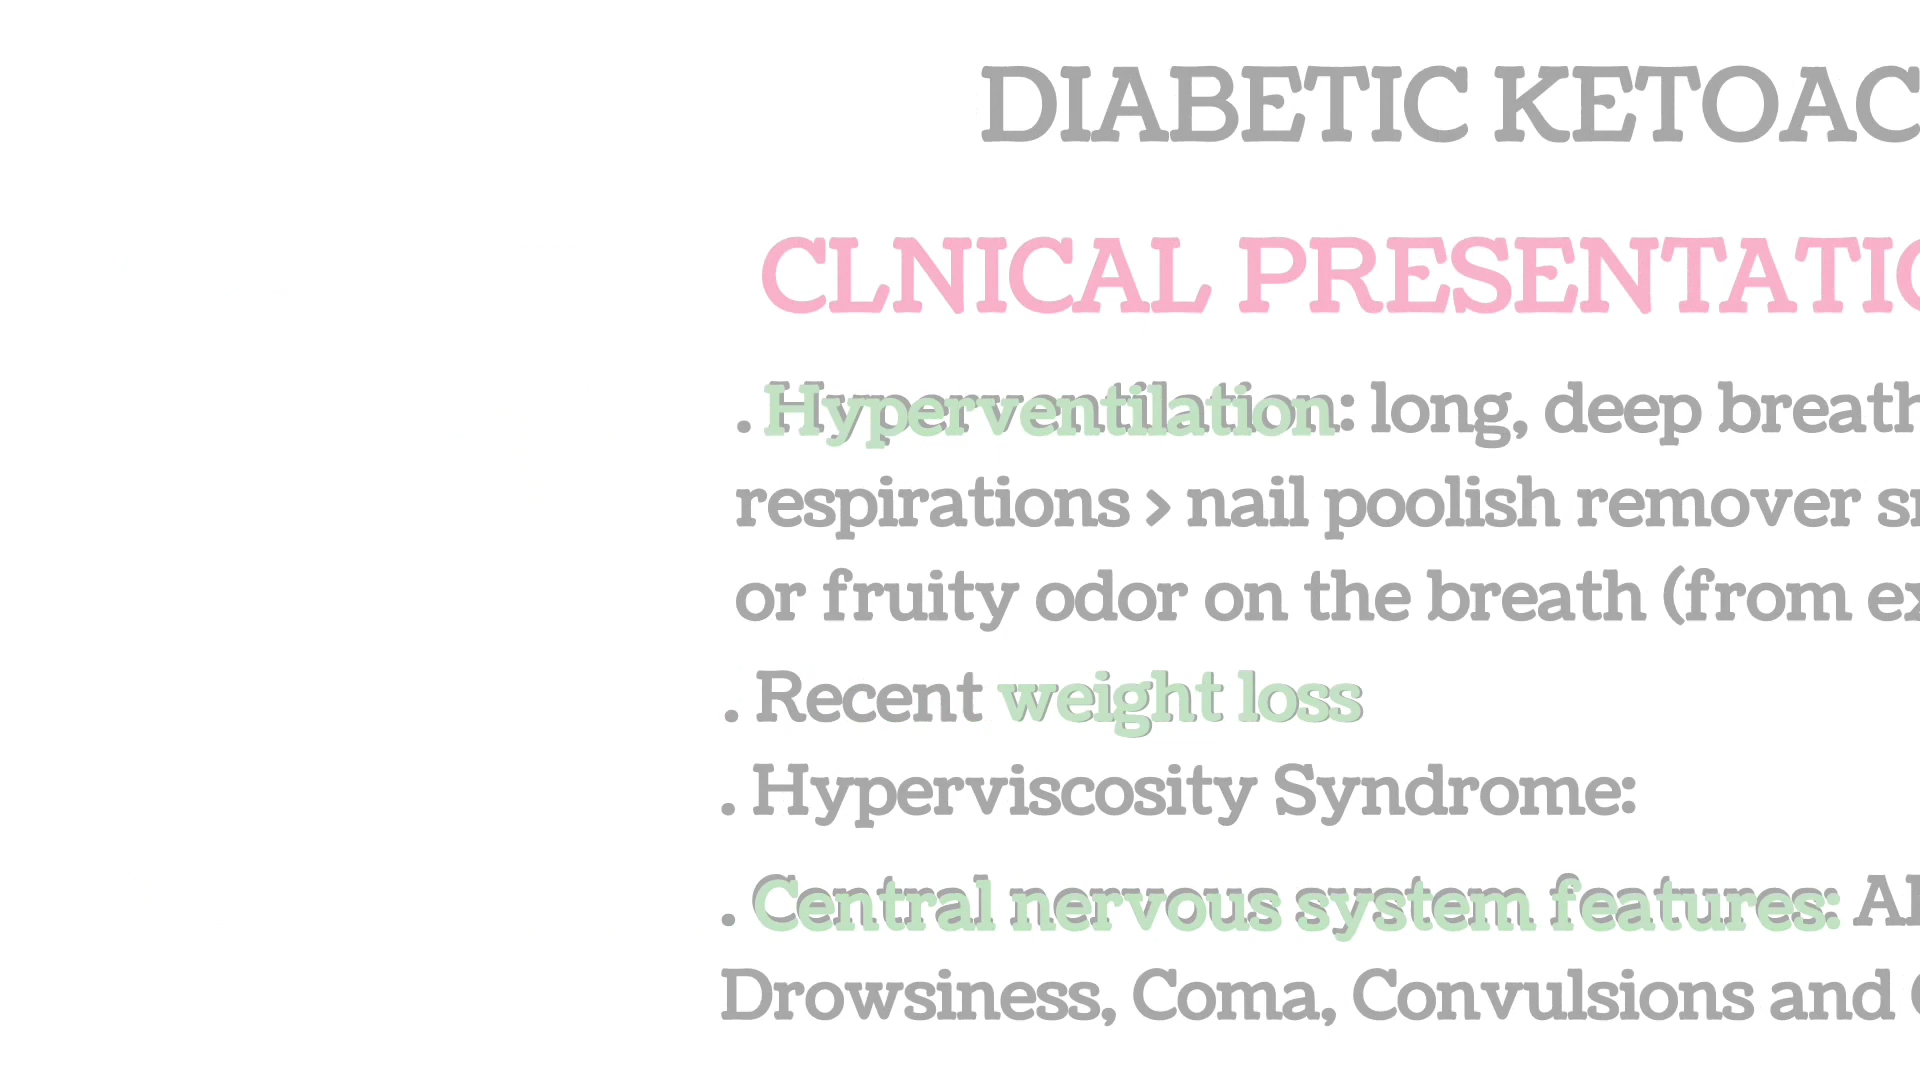 DIABETIC KETOAC
CLNICAL PRESENTATIO
. Hyperventilation: long, deep breath
respirations > nail poolish remover
or fruity odor on the breath (from
. Recent weight loss
. Hyperviscosity Syndrome:
. Central nervous system features:
Drowsiness, Coma, Convulsions and